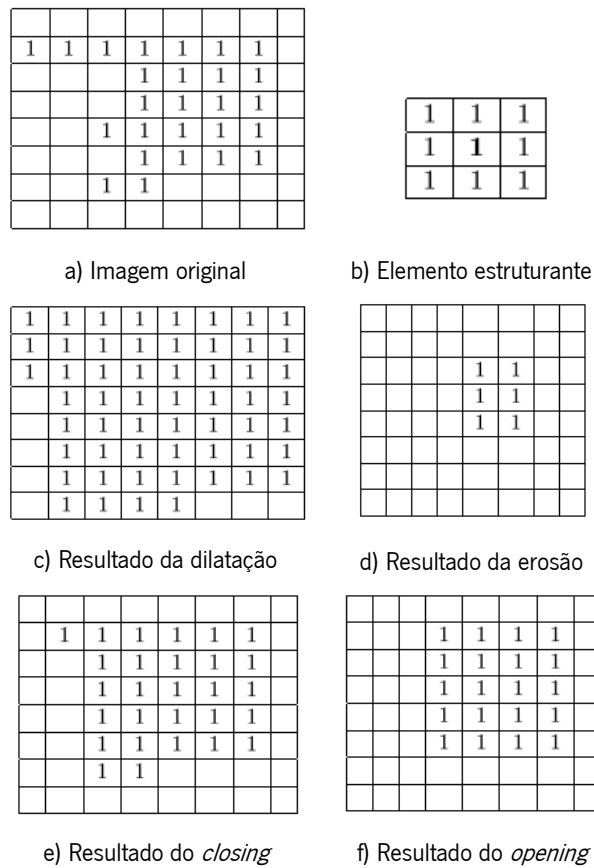 1 1 1 1 1 1 1
1 1 1 1
1 1 1 1
1 1 1 1 1
1 1 1 1
1 1
a) Imagem original
1 1 1
1 1 1
1 1 1
b) Elemento estruturante
1 1 1 1 1 1 1 1
1 1 1 1 1 1 1 1
1 1 1 1 1 1 1 1
1 1 1 1 1 1 1
1 1 1 1 1 1 1
1 1 1 1 1 1 1
1 1 1 1 1 1 1
1 1 1 1
c) Resultado da dilatação
1 1
1 1
1 1
d) Resultado da erosão
1 1 1 1 1 1
1 1 1 1 1
1 1 1 1 1
1 1 1 1 1
1 1 1 1 1
1 1
e) Resultado do closing
1 1 1 1
1 1 1 1
1 1 1 1
1 1 1 1
1 1 1 1
f) Resultado do opening